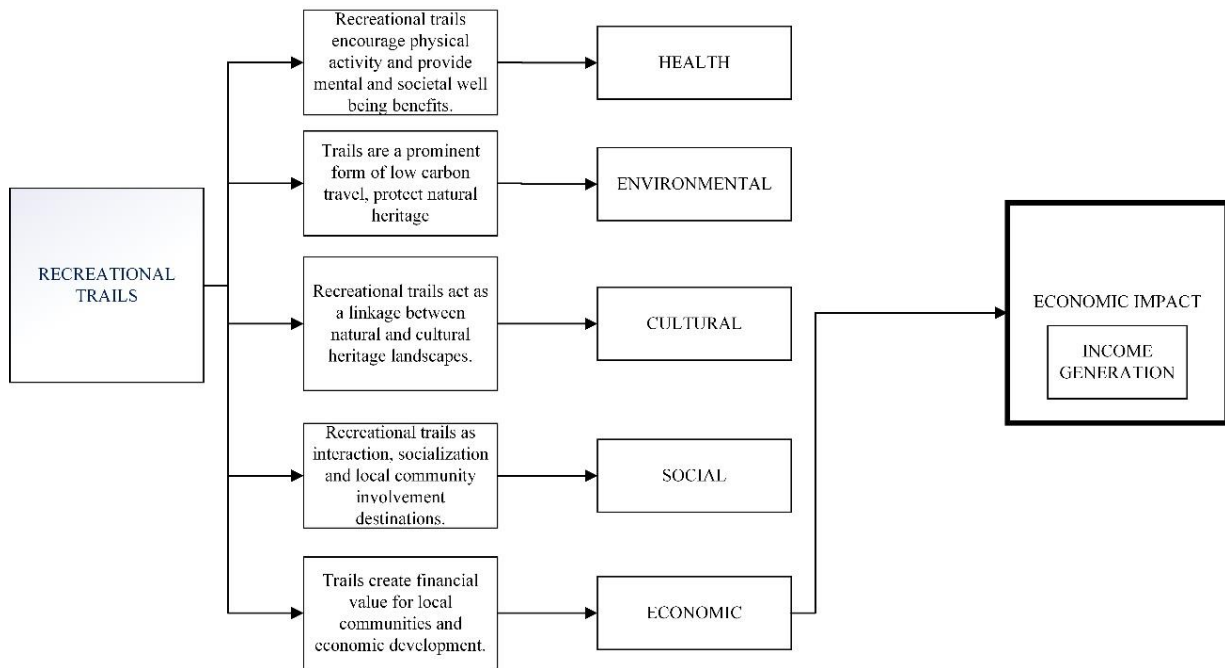 RECREATIONAL
TRAILS
Recreational trails
encourage physical
activity and provide
mental and societal well
being benefits.
HEALTH
Trails are a prominent
form of low carbon
travel, protect natural
heritage
ENVIRONMENTAL
Recreational trails act as
a linkage between
natural and cultural
heritage landscapes.
CULTURAL
Recreational trails as
interaction, socialization
and local community
involvement
destinations.
SOCIAL
Trails create financial
value for local
communities and
economic development.
ECONOMIC
ECONOMIC IMPACT
INCOME
GENERATION